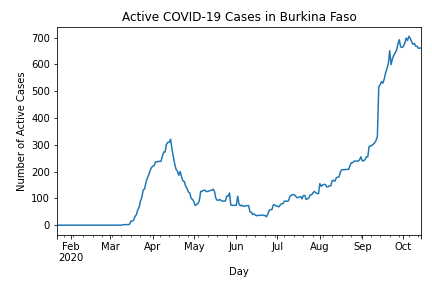 Active COVID-19 Cases in Burkina Faso
Number of Active Cases
700
600
500
400
300
200
100
0
Feb Mar Apr May Jun Jul Aug Sep Oct
2020
Day